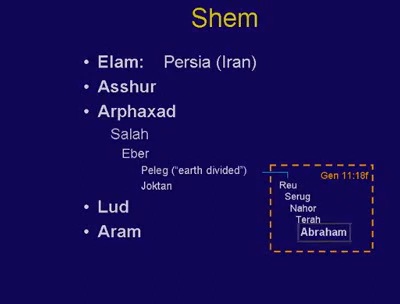 Shem
• Elam: Persia (Iran)
• Asshur
• Arphaxad
Salah
Eber
Peleg ("earth divided")
Joktan
• Lud
• Aram
Gen 11:18f
Reu
Serug
Nahor
Terah
Abraham